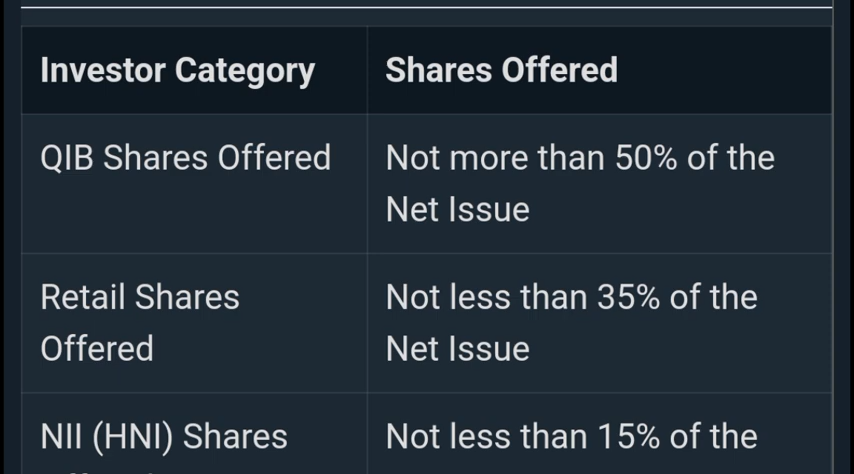 Investor Category
Shares Offered
QIB Shares Offered
Not more than 50% of the
Net Issue
Retail Shares
Offered
Not less than 35% of the
Net Issue
NII (HNI) Shares
Not less than 15% of the